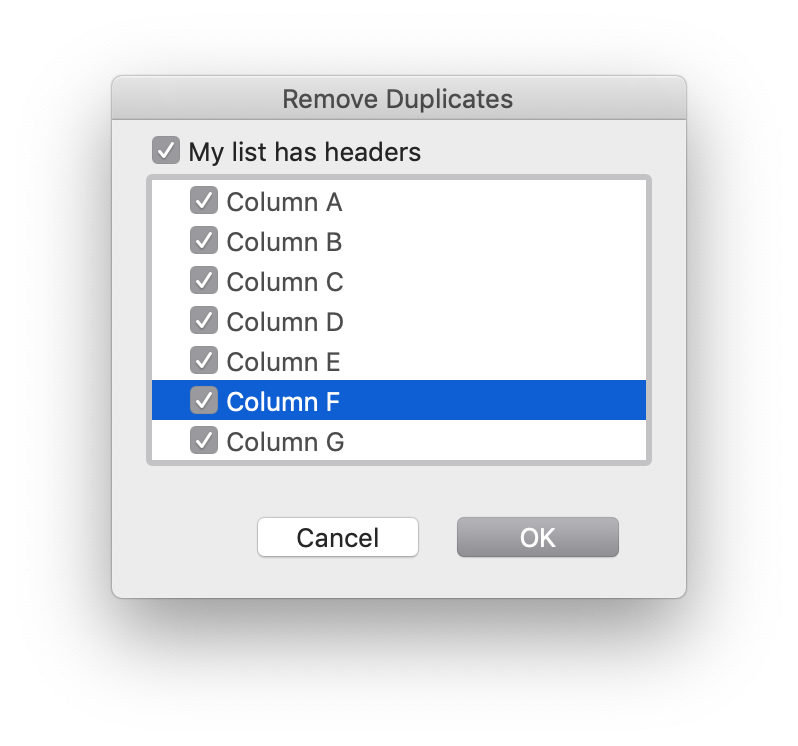 Remove Duplicates
My list has headers
Column A
Column B
Column C
Column D
Column E
Column F
Column G
Cancel OK